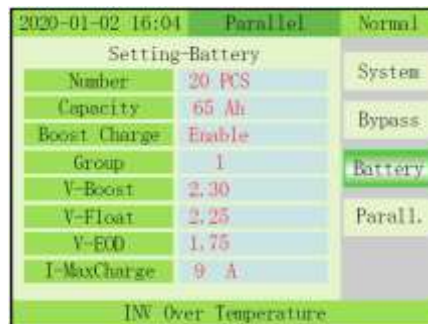 2020-01-02 16:04 Parallel Normal
Setting-Battery
System
Number 20 PCS
Capacity 65 Ah
Bypass
Boost Charge Enable
Group 1
Battery
V-Boost 2.30
V-Float 2.25
Parall.
V-EOD 1.75
I-MaxCharge 9 A
INV Over Temperature